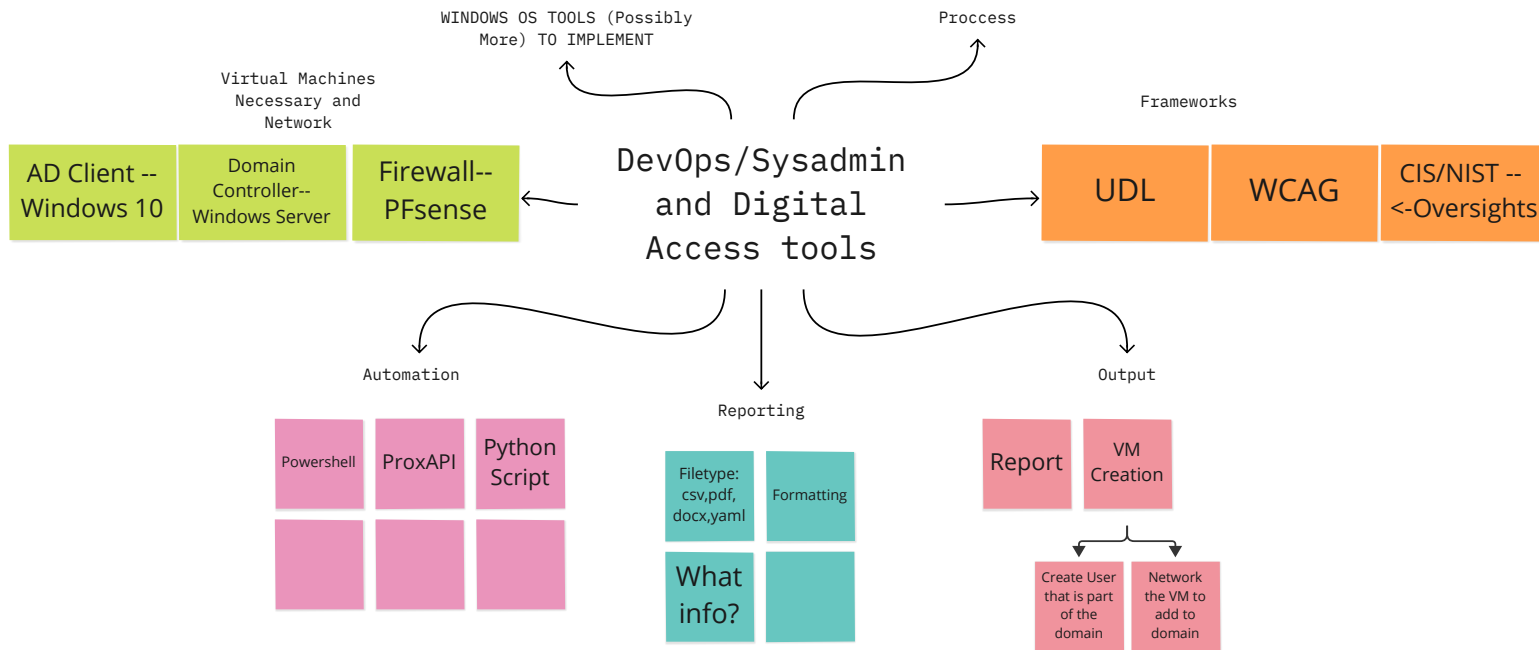 WINDOWS OS TOOLS (Possibly
More) TO IMPLEMENT
Proccess
Virtual Machines
Necessary and
Network
Frameworks
AD Client --
Windows 10
Domain
Controller--
Windows Server
Firewall--
PFsense
DevOps/Sysadmin
and Digital
Access tools
UDL
WCAG
CIS/NIST --
<-Oversights
Automation
Reporting
Output
Powershell
ProxAPI
Python
Script
Filetype:
csv,pdf,
docx,yaml
Formatting
What
info?
Report
VM
Creation
Create User
that is part
of the
domain
Network
the VM to
add to
domain